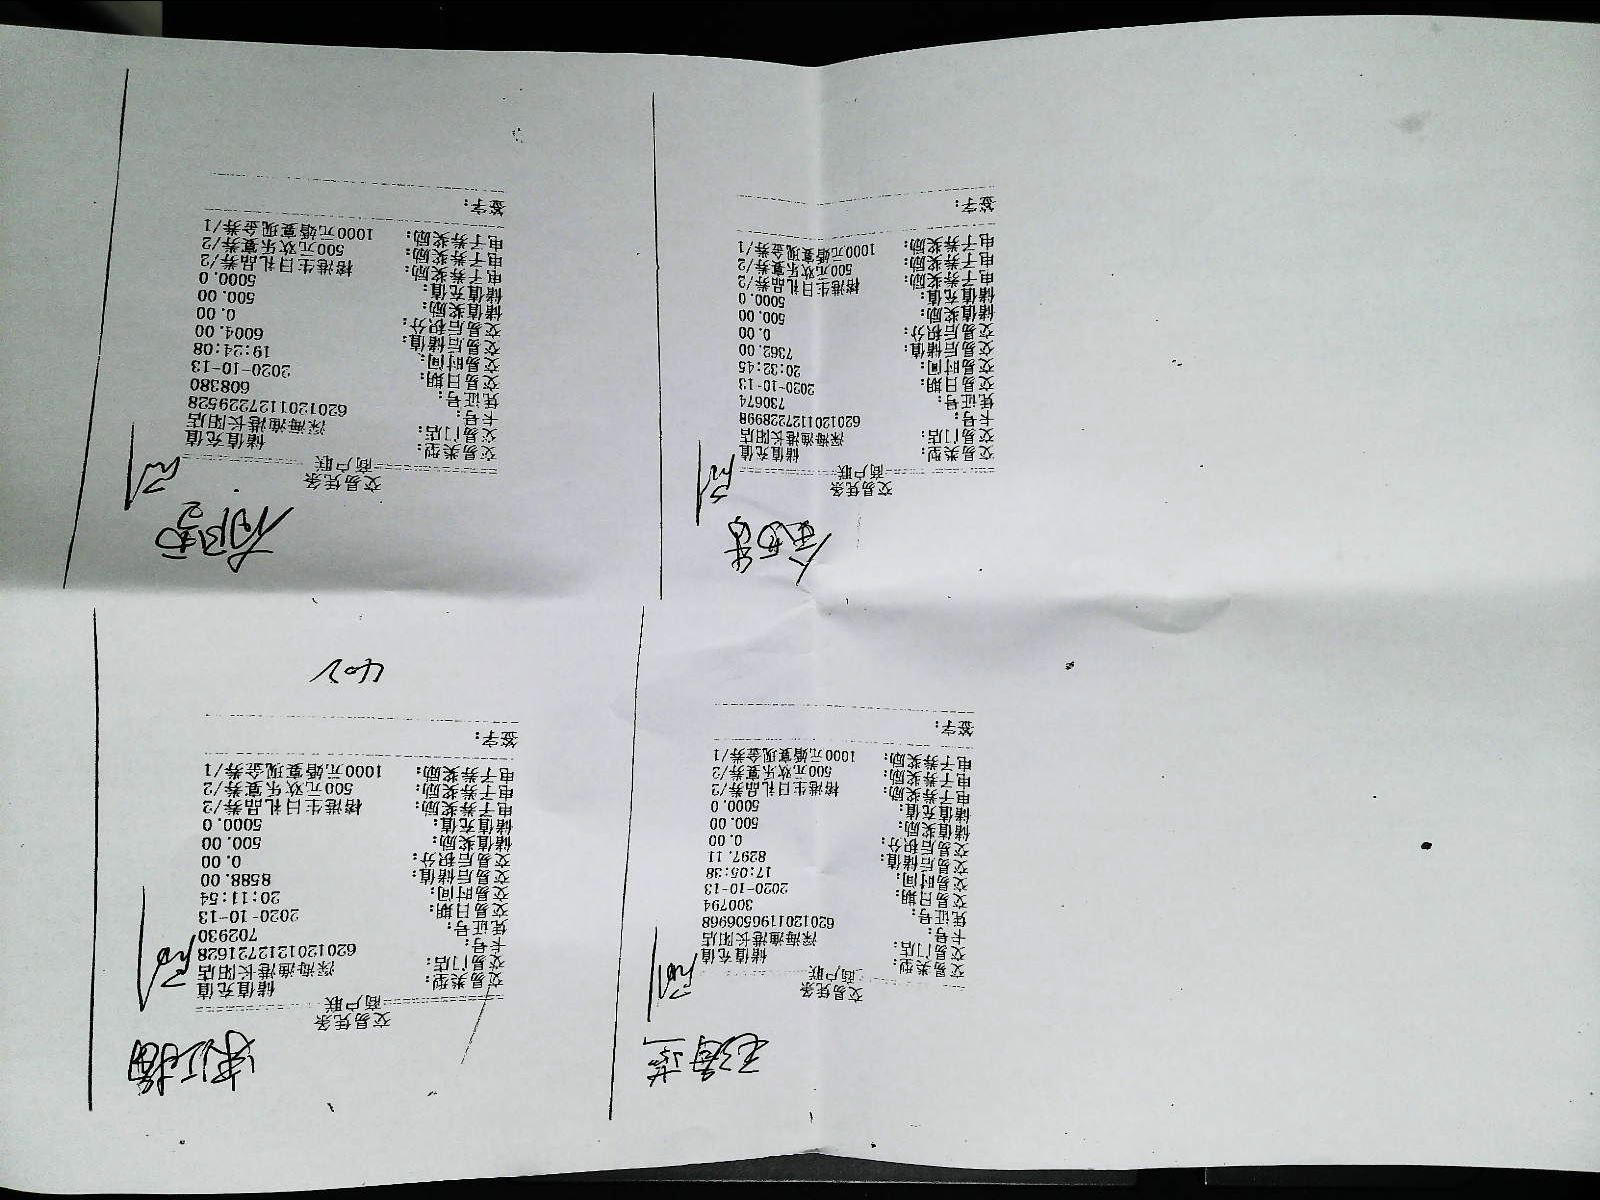 交易凭条
商户联
交易类型: 储值充值
交易门店: 深海渔港长阳店
卡号: 6201201196506968
凭证号: 300794
交易日期: 2020-10-13
交易时间: 17:05:38
交易后储值: 8297.11
交易后积分: 0.00
储值奖励: 500.00
储值充值: 5000.0
电子券奖励: 榕港生日礼品券/2
电子券奖励: 500元欢乐宴券/2
电子券奖励: 1000元婚宴现金券/1
签字:
交易凭条
商户联
交易类型: 储值充值
交易门店: 深海渔港长阳店
卡号: 6201201212721628
凭证号: 702930
交易日期: 2020-10-13
交易时间: 20:11:54
交易后储值: 8588.00
交易后积分: 0.00
储值奖励: 500.00
储值充值: 5000.0
电子券奖励: 榕港生日礼品券/2
电子券奖励: 500元欢乐宴券/2
电子券奖励: 1000元婚宴现金券/1
签字:
402
交易凭条
商户联
交易类型: 储值充值
交易门店: 深海渔港长阳店
卡号: 6201201127228998
凭证号: 730674
交易日期: 2020-10-13
交易时间: 20:32:45
交易后储值: 7362.00
交易后积分: 0.00
储值奖励: 500.00
储值充值: 5000.0
电子券奖励: 榕港生日礼品券/2
电子券奖励: 500元欢乐宴券/2
电子券奖励: 1000元婚宴现金券/1
签字:
交易凭条
商户联
交易类型: 储值充值
交易门店: 深海渔港长阳店
卡号: 6201201127229528
凭证号: 608380
交易日期: 2020-10-13
交易时间: 19:24:08
交易后储值: 6004.00
交易后积分: 0.00
储值奖励: 500.00
储值充值: 5000.0
电子券奖励: 榕港生日礼品券/2
电子券奖励: 500元欢乐宴券/2
电子券奖励: 1000元婚宴现金券/1
签字: